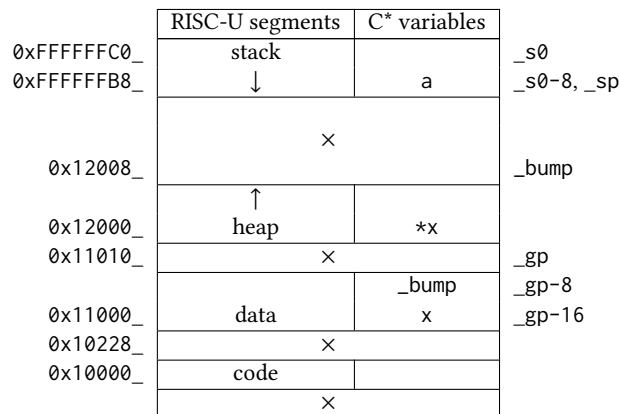 RISC-U segments C* variables
0xFFFFFFC0_ stack _s0
0xFFFFFFB8_ ↓ a _s0-8, _sp
×
0x12008_ _bump
↑
0x12000_ heap *x
0x11010_ × _gp
_bump _gp-8
0x11000_ data x _gp-16
0x10228_ ×
0x10000_ code
×